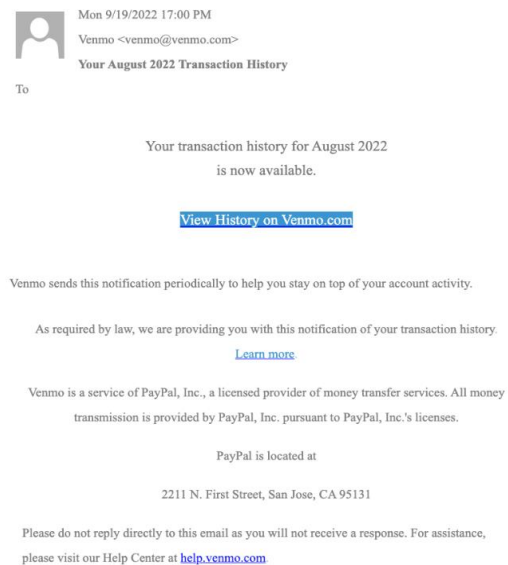 Mon 9/19/2022 17:00 PM
Venmo <venmo@venmo.com>
Your August 2022 Transaction History
To
Your transaction history for August 2022
is now available.
View History on Venmo.com
Venmo sends this notification periodically to help you stay on top of your account activity.
As required by law, we are providing you with this notification of your transaction history.
Learn more.
Venmo is a service of PayPal, Inc., a licensed provider of money transfer services. All money
transmission is provided by PayPal, Inc. pursuant to PayPal, Inc.'s licenses.
PayPal is located at
2211 N. First Street, San Jose, CA 95131
Please do not reply directly to this email as you will not receive a response. For assistance,
please visit our Help Center at help.venmo.com.